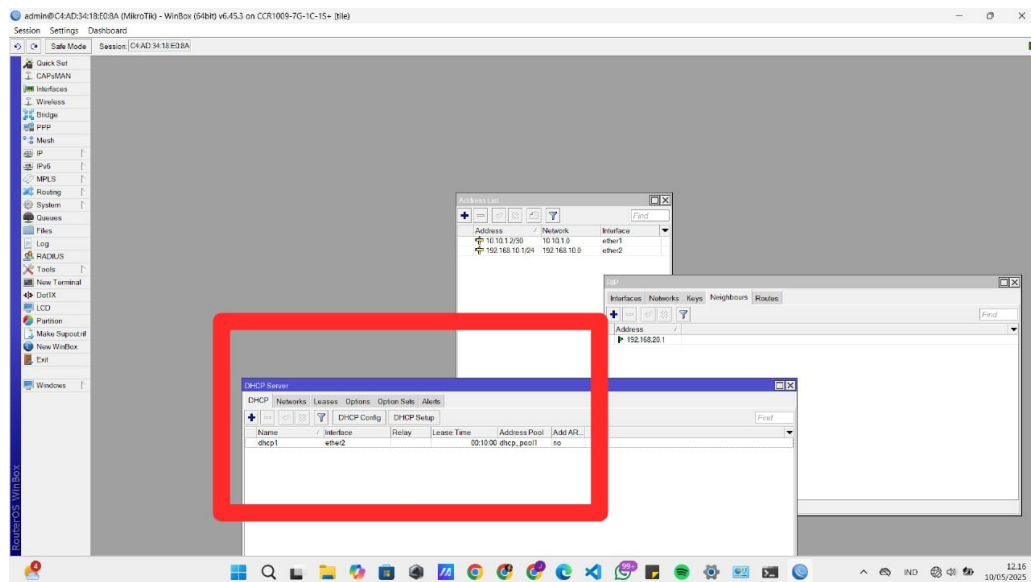 admin@C4:AD:34:18:E0:8A (MikroTik) - WinBox (64bit) v6.45.3 on CCR1009-7G-1C-1S+ (tile)
Session Settings Dashboard
Safe Mode Session: C4:AD:34:18:E0:8A
Quick Set
CAPsMAN
Interfaces
Wireless
Bridge
PPP
Mesh
IP
IPv6
MPLS
Routing
System
Queues
Files
Log
RADIUS
Tools
New Terminal
Dot1X
LCD
Partition
Make Supout.rif
New WinBox
Exit
Windows
RouterOS WinBox
Address List
Find
Address Network Interface
10.10.1.2/30 10.10.1.0 ether1
192.168.10.1/24 192.168.10.0 ether2
RIP
Interfaces Networks Keys Neighbours Routes
Find
Address
192.168.20.1
DHCP Server
DHCP Networks Leases Options Option Sets Alerts
DHCP Config DHCP Setup Find
Name Interface Relay Lease Time Address Pool Add AR...
dhcp1 ether2 00:10:00 dhcp_pool1 no
4
99+
IND
12.16
10/05/2025